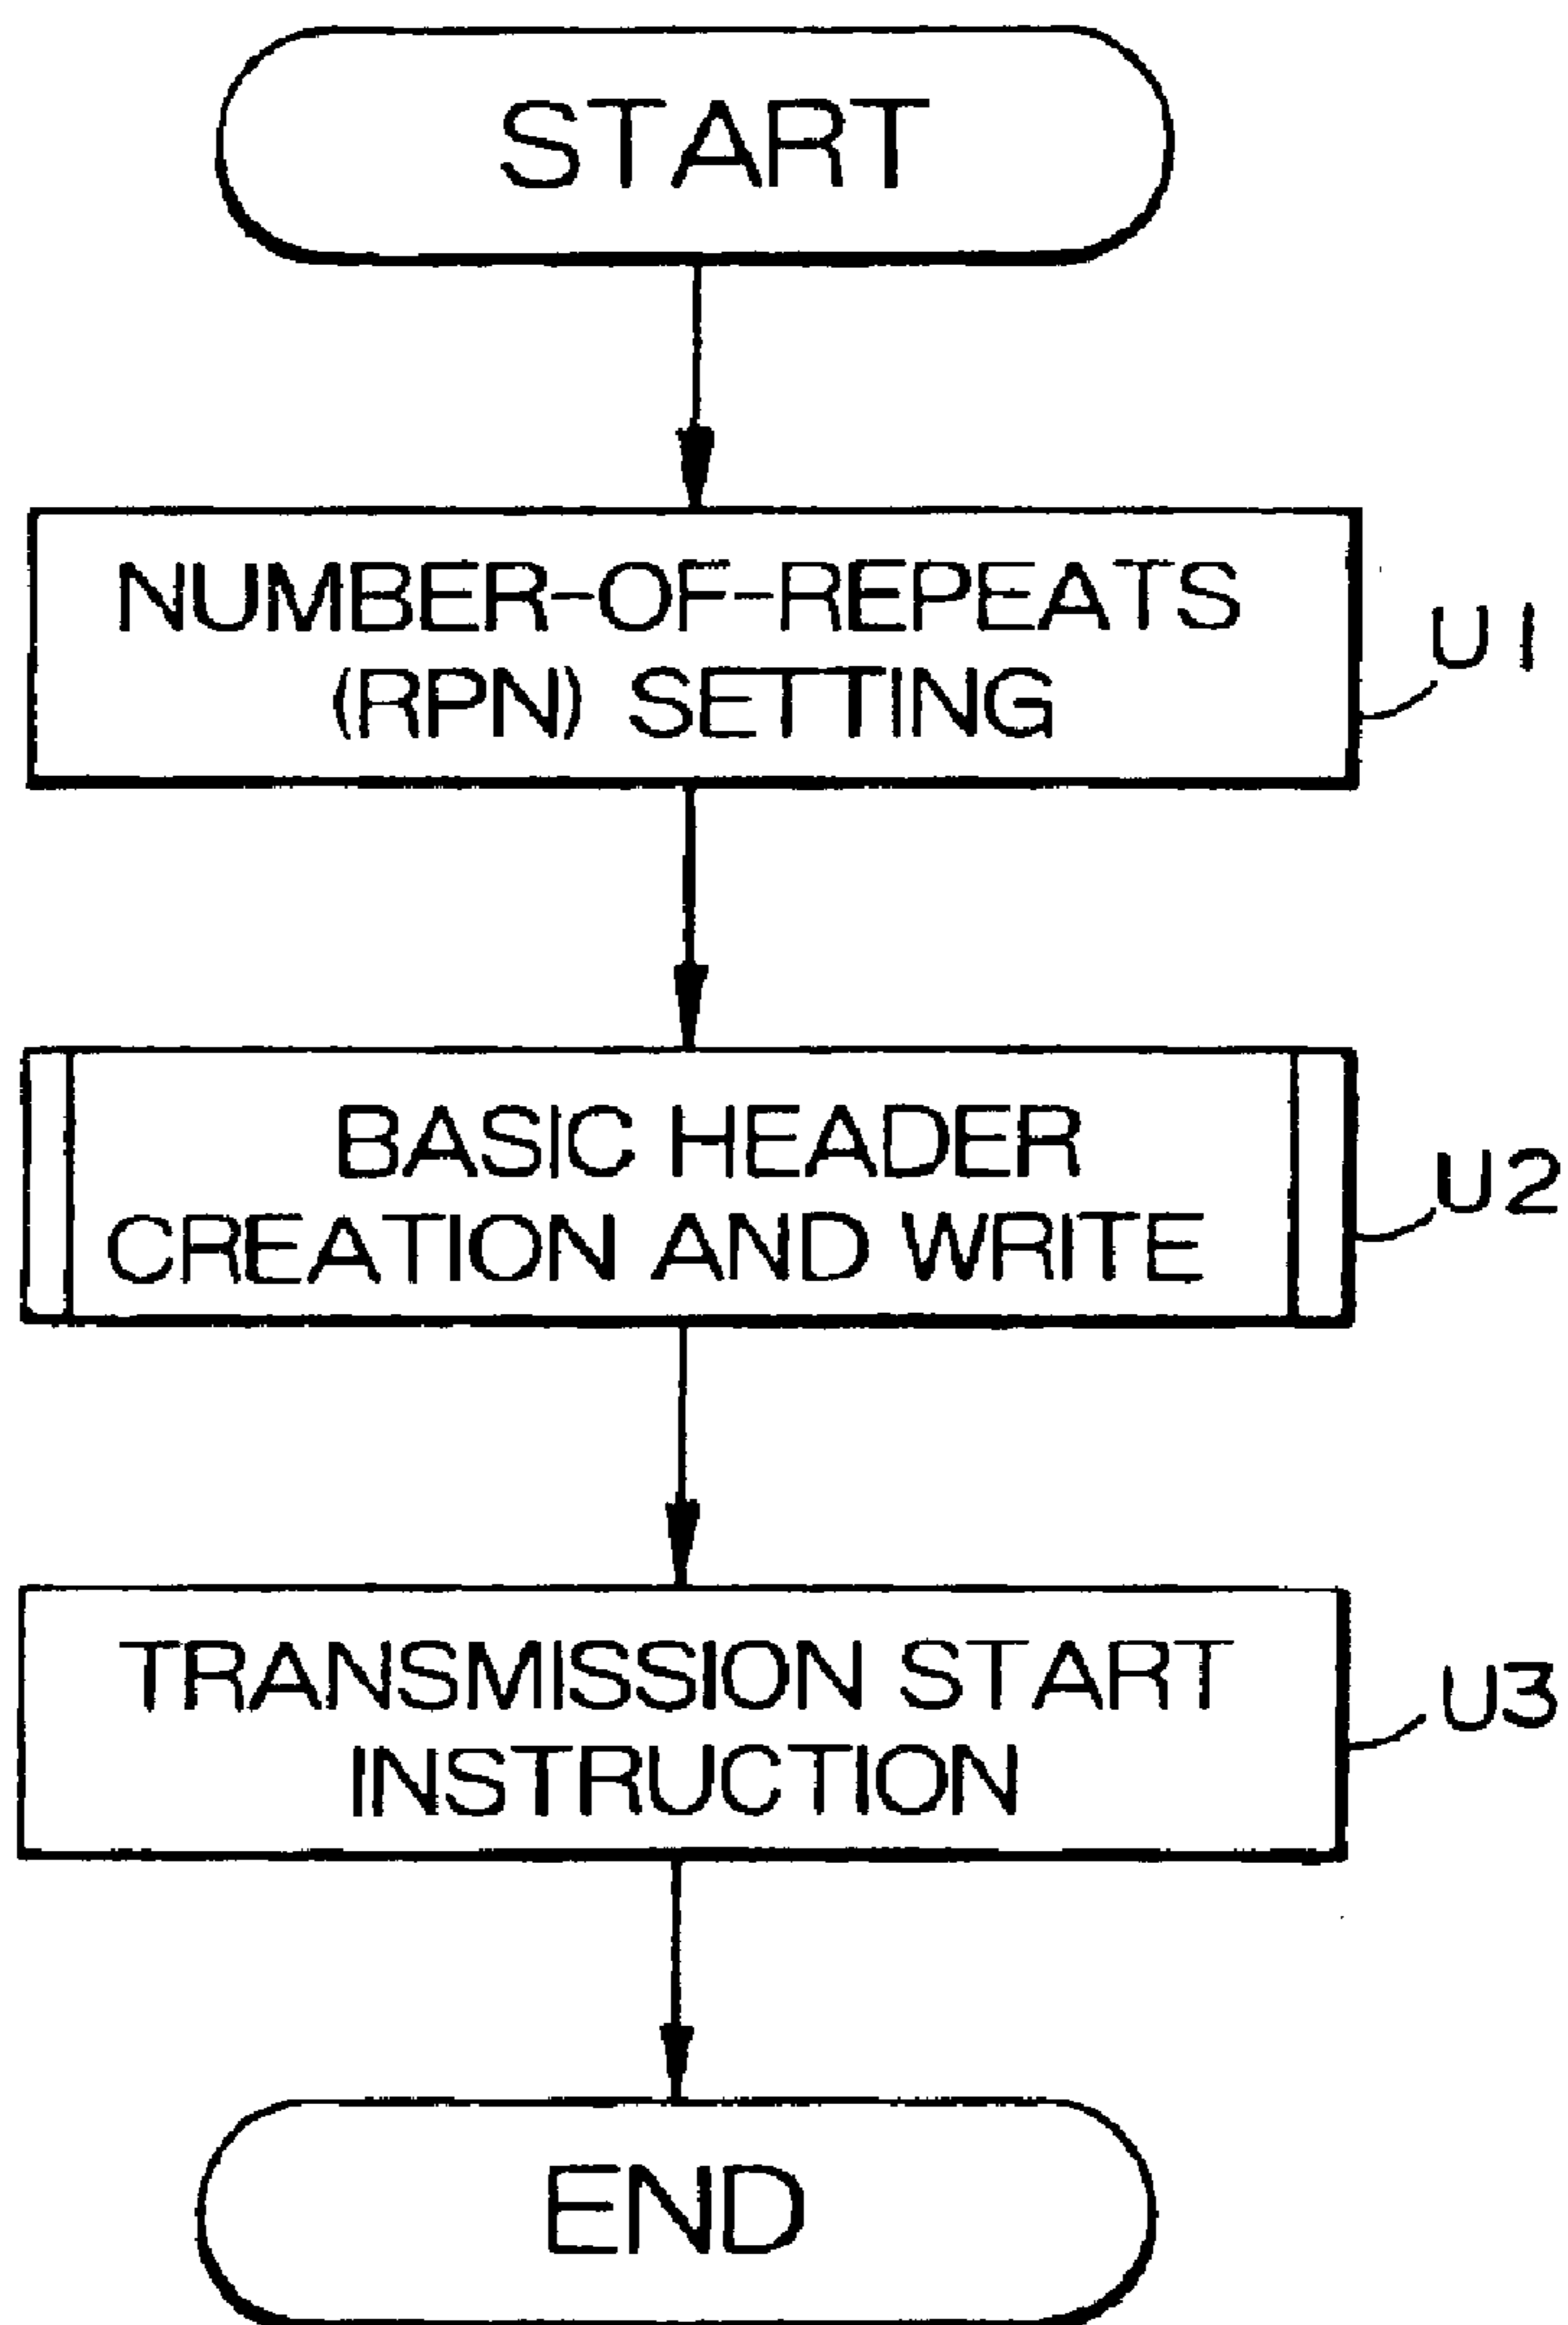 START
NUMBER-OF-REPEATS
(RPN) SETTING
U1
BASIC HEADER
CREATION AND WRITE
U2
TRANSMISSION START
INSTRUCTION
U3
END